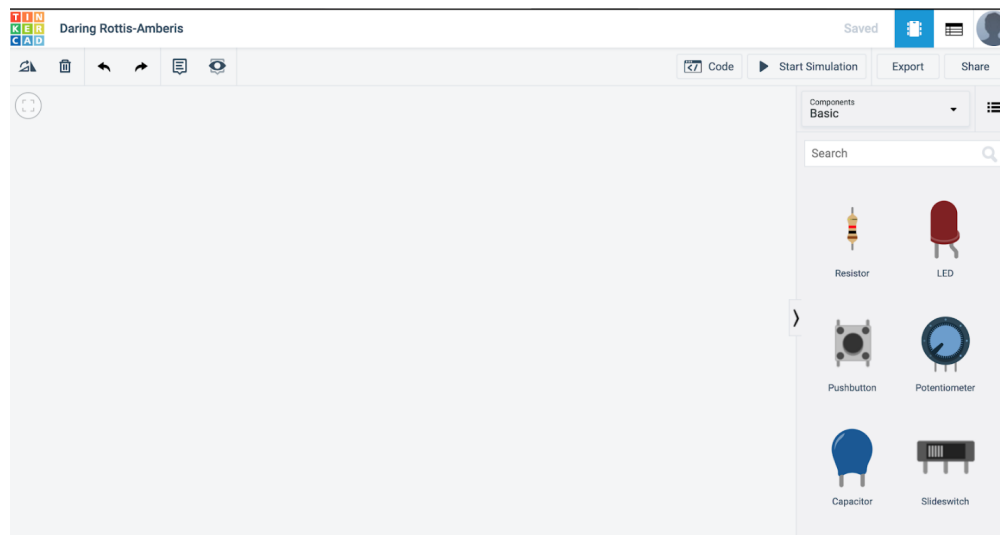 TIN
KER
CAD
Daring Rottis-Amberis
Saved
Code
Start Simulation
Export
Share
Components
Basic
Search
Resistor
LED
Pushbutton
Potentiometer
Capacitor
Slideswitch